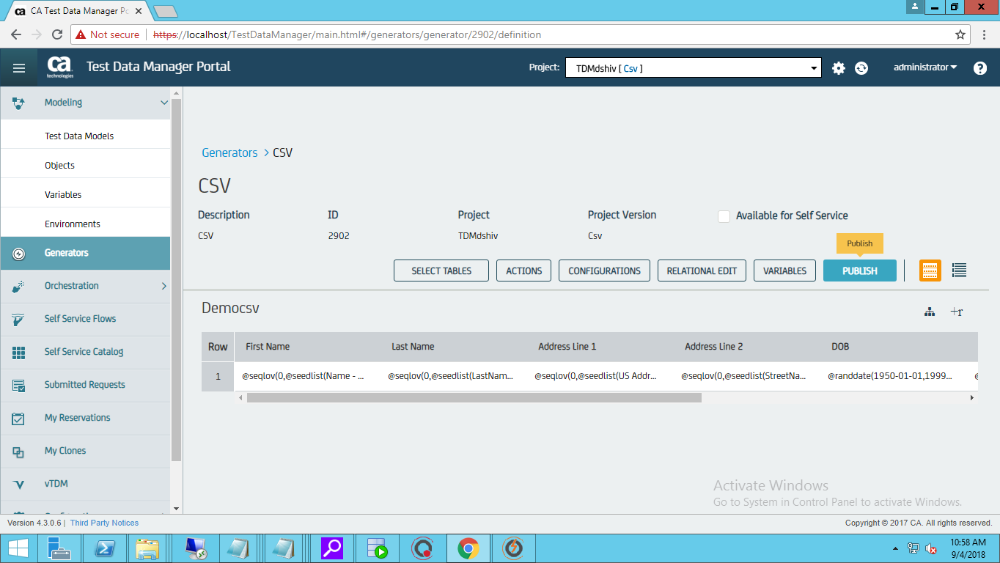 CA Test Data Manager Po
Not secure | https://localhost/TestDataManager/main.html#/generators/generator/2902/definition
ca technologies
Test Data Manager Portal
Project: TDMdshiv [ Csv ]
administrator
?
Modeling
Test Data Models
Objects
Variables
Environments
Generators
Orchestration
Self Service Flows
Self Service Catalog
Submitted Requests
My Reservations
My Clones
vTDM
Generators > CSV
CSV
Description ID Project Project Version Available for Self Service
CSV 2902 TDMdshiv Csv
Publish
SELECT TABLES ACTIONS CONFIGURATIONS RELATIONAL EDIT VARIABLES PUBLISH
Democsv
+r
Row First Name Last Name Address Line 1 Address Line 2 DOB
1 @seqlov(0,@seedlist(Name - ... @seqlov(0,@seedlist(LastNam... @seqlov(0,@seedlist(US Addr... @seqlov(0,@seedlist(StreetNa... @randdate(1950-01-01,1999... @
Activate Windows
Go to System in Control Panel to activate Windows.
Version 4.3.0.6 | Third Party Notices
Copyright © 2017 CA. All rights reserved.
10:58 AM
9/4/2018